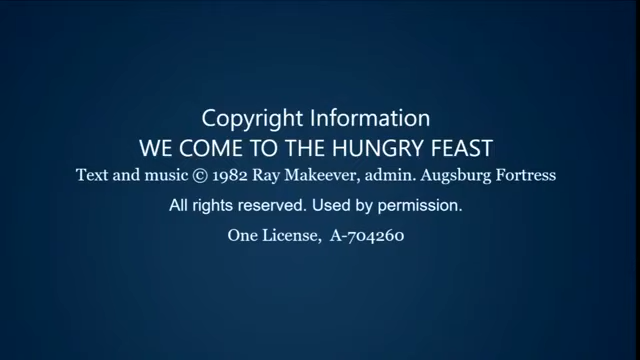 Copyright Information
WE COME TO THE HUNGRY FEAST
Text and music © 1982 Ray Makeever, admin. Augsburg Fortress
All rights reserved. Used by permission.
One License,  A-704260